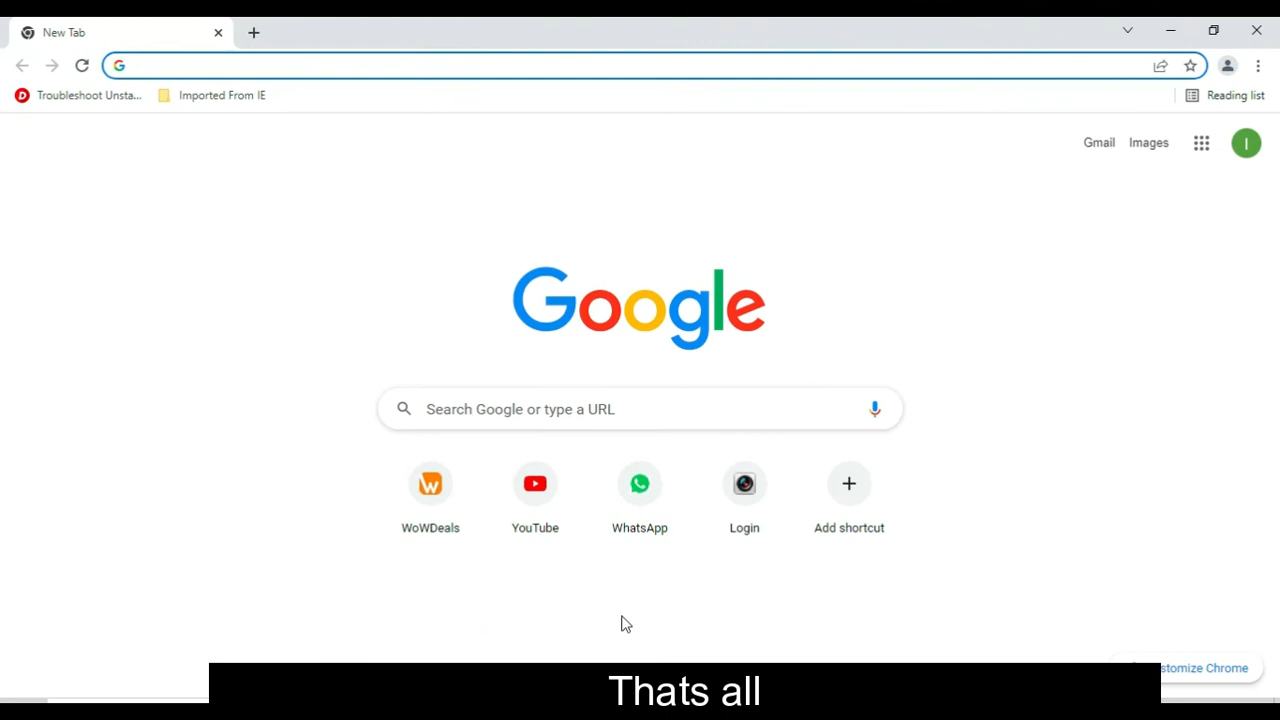 New Tab
Troubleshoot Unsta...
Imported From IE
Reading list
Gmail Images
I
Google
Search Google or type a URL
WoWDeals YouTube WhatsApp Login Add shortcut
stomize Chrome
Thats all